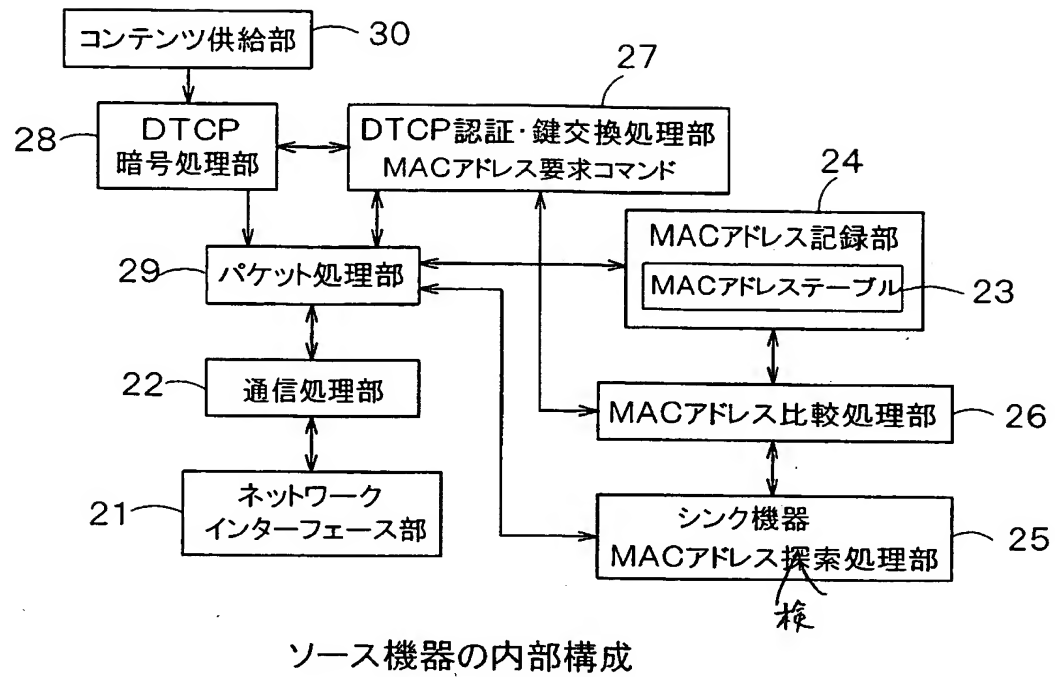 コンテンツ供給部
30
27
28
DTCP
暗号処理部
DTCP認証・鍵交換処理部
MACアドレス要求コマンド
24
MACアドレス記録部
29
パケット処理部
MACアドレステーブル
23
22
通信処理部
MACアドレス比較処理部
26
21
ネットワーク
インターフェース部
シンク機器
MACアドレス探索処理部
25
検
ソース機器の内部構成